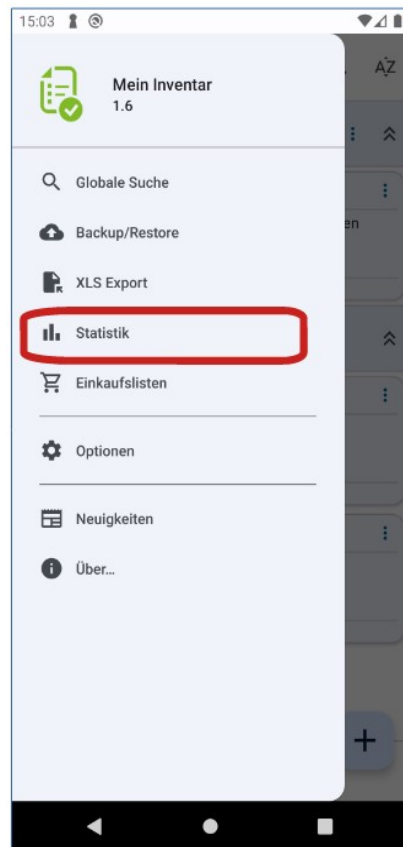 15:03
AZ
Mein Inventar
1.6
Globale Suche
Backup/Restore
en
XLS Export
Statistik
Einkaufslisten
Optionen
Neuigkeiten
Über...